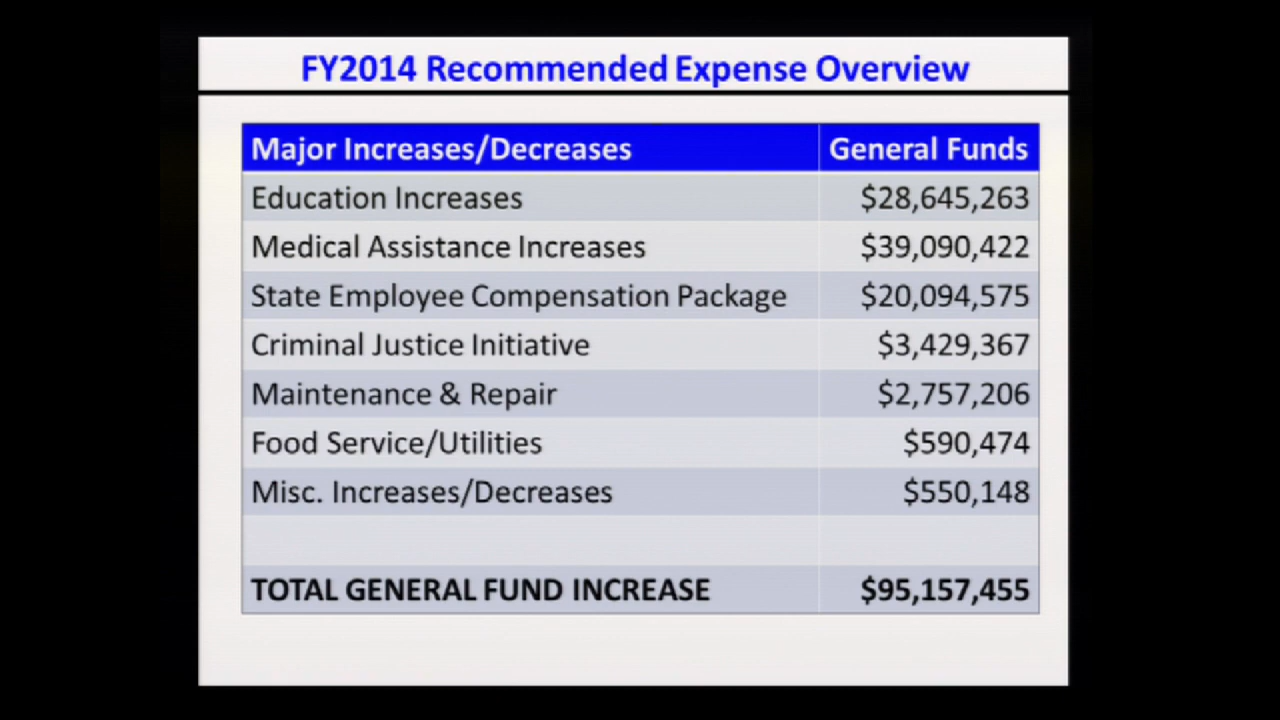 FY2014 Recommended Expense Overview
Major Increases/Decreases General Funds
Education Increases $28,645,263
Medical Assistance Increases $39,090,422
State Employee Compensation Package $20,094,575
Criminal Justice Initiative $3,429,367
Maintenance & Repair $2,757,206
Food Service/Utilities $590,474
Misc. Increases/Decreases $550,148
TOTAL GENERAL FUND INCREASE $95,157,455